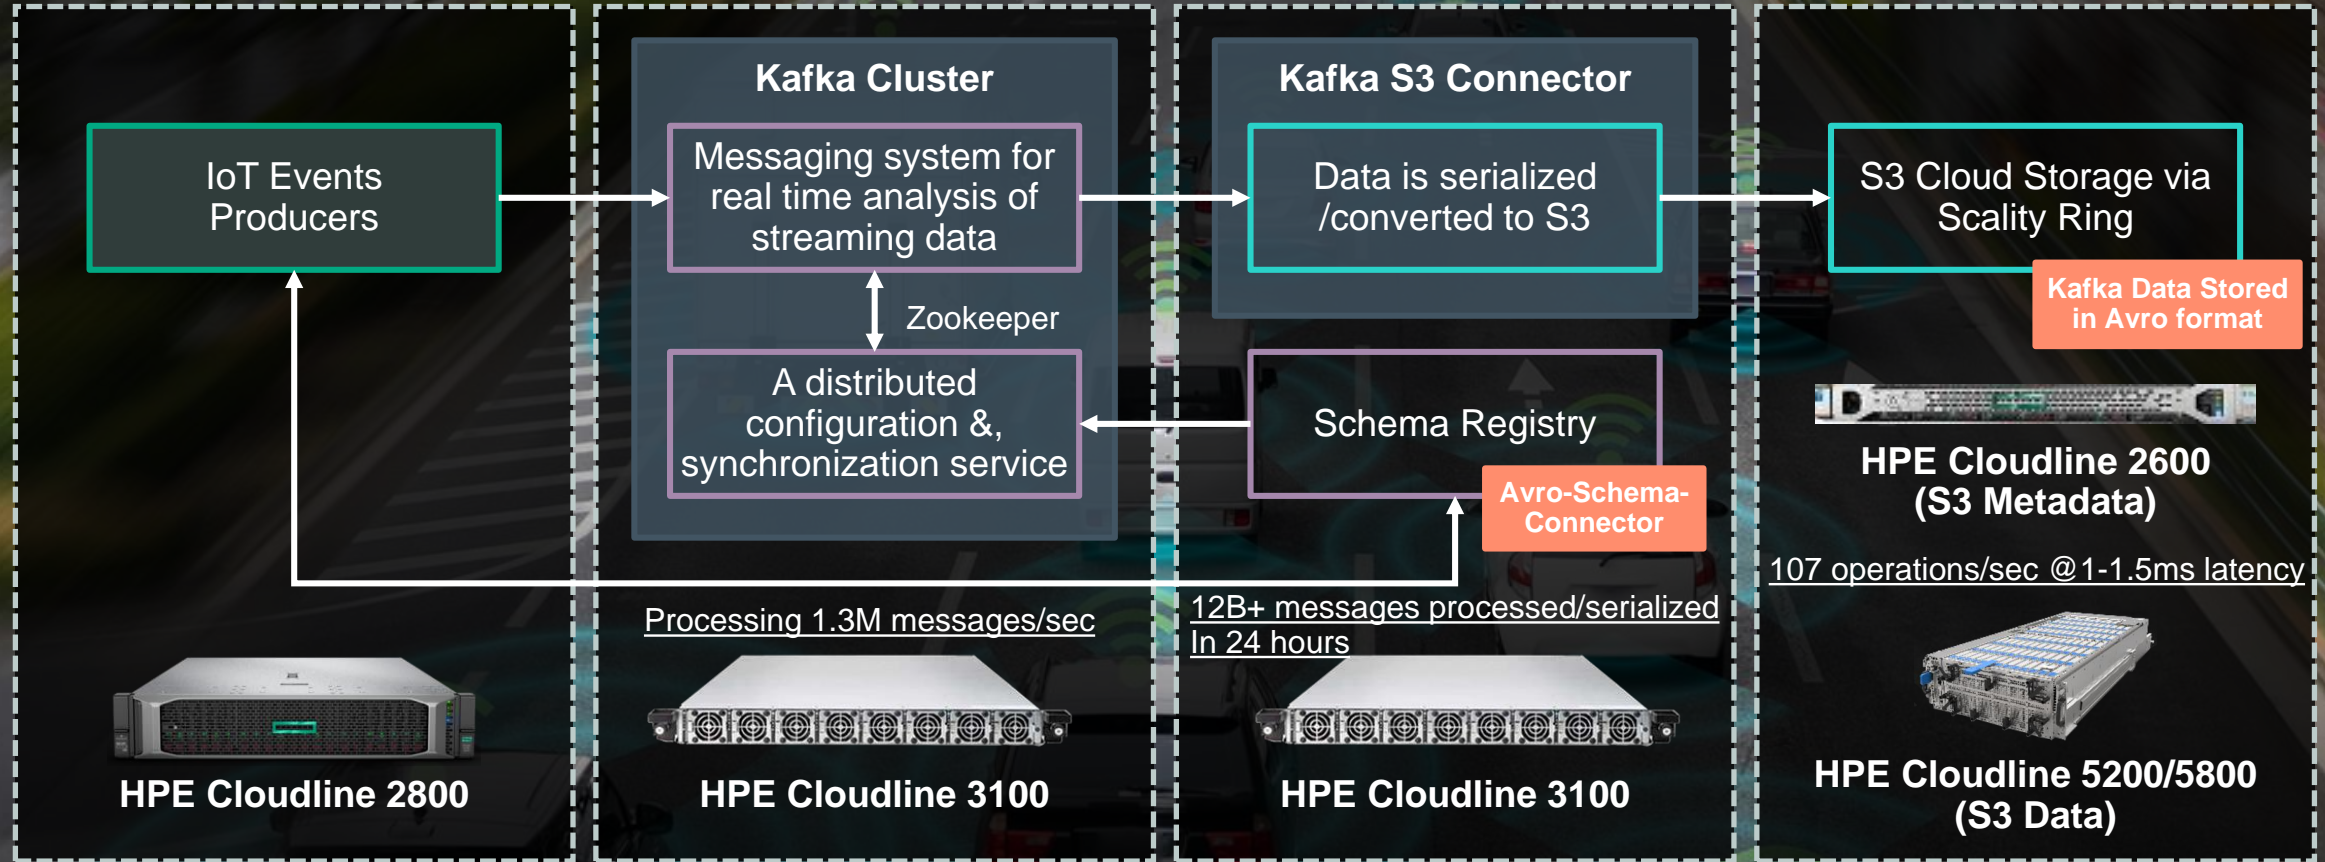 IoT Events
Producers
HPE Cloudline 2800
Kafka Cluster
Messaging system for
real time analysis of
streaming data
Zookeeper
A distributed
configuration &,
synchronization service
Processing 1.3M messages/sec
HPE Cloudline 3100
Kafka S3 Connector
Data is serialized
/converted to S3
Schema Registry
Avro-Schema-
Connector
12B+ messages processed/serialized
In 24 hours
HPE Cloudline 3100
S3 Cloud Storage via
Scality Ring
Kafka Data Stored
in Avro format
HPE Cloudline 2600
(S3 Metadata)
107 operations/sec @1-1.5ms latency
HPE Cloudline 5200/5800
(S3 Data)